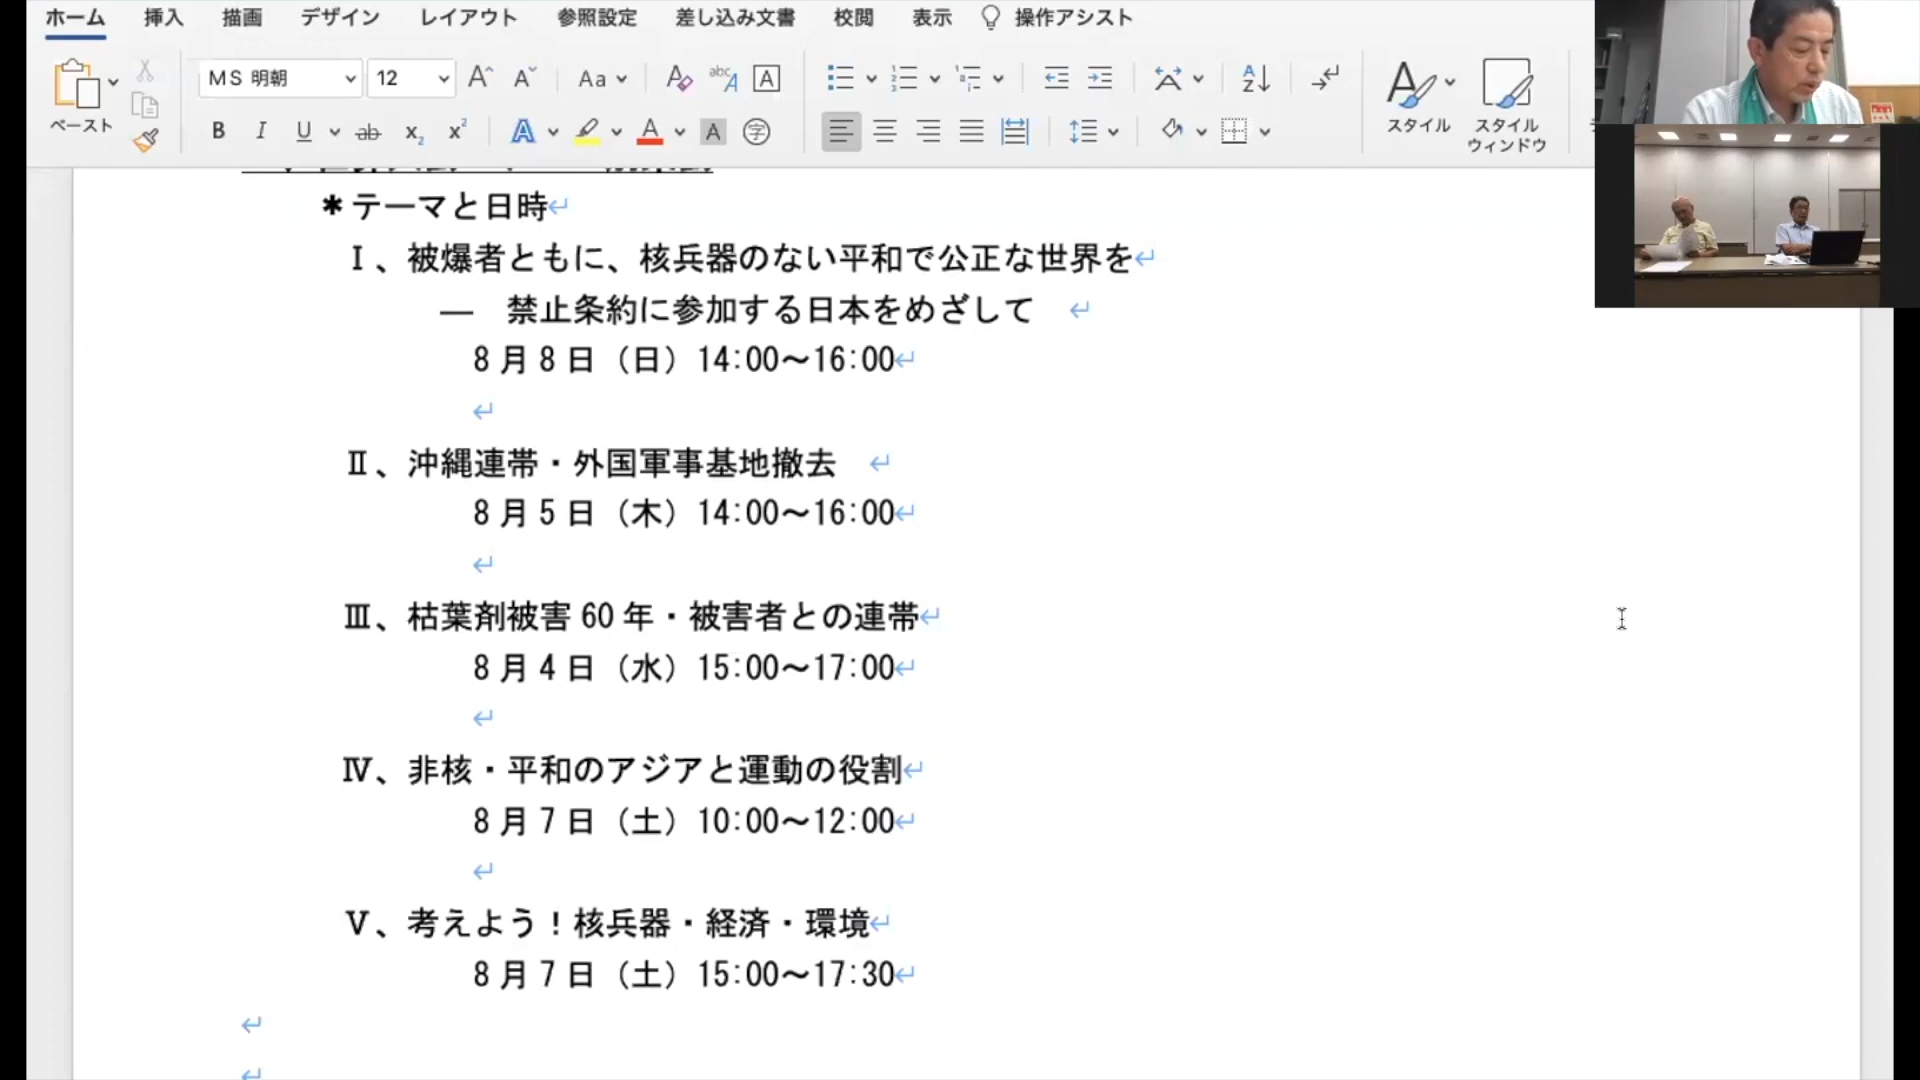 ホーム 挿入 描画 デザイン レイアウト 参照設定 差し込み文書 校閲 表示 操作アシスト
ペースト
MS 明朝 12
スタイル
スタイル
ウィンドウ
＊テーマと日時
Ⅰ、被爆者ともに、核兵器のない平和で公正な世界を
― 禁止条約に参加する日本をめざして
8月8日（日）14:00～16:00
Ⅱ、沖縄連帯・外国軍事基地撤去
8月5日（木）14:00～16:00
Ⅲ、枯葉剤被害60年・被害者との連帯
8月4日（水）15:00～17:00
Ⅳ、非核・平和のアジアと運動の役割
8月7日（土）10:00～12:00
Ⅴ、考えよう！核兵器・経済・環境
8月7日（土）15:00～17:30